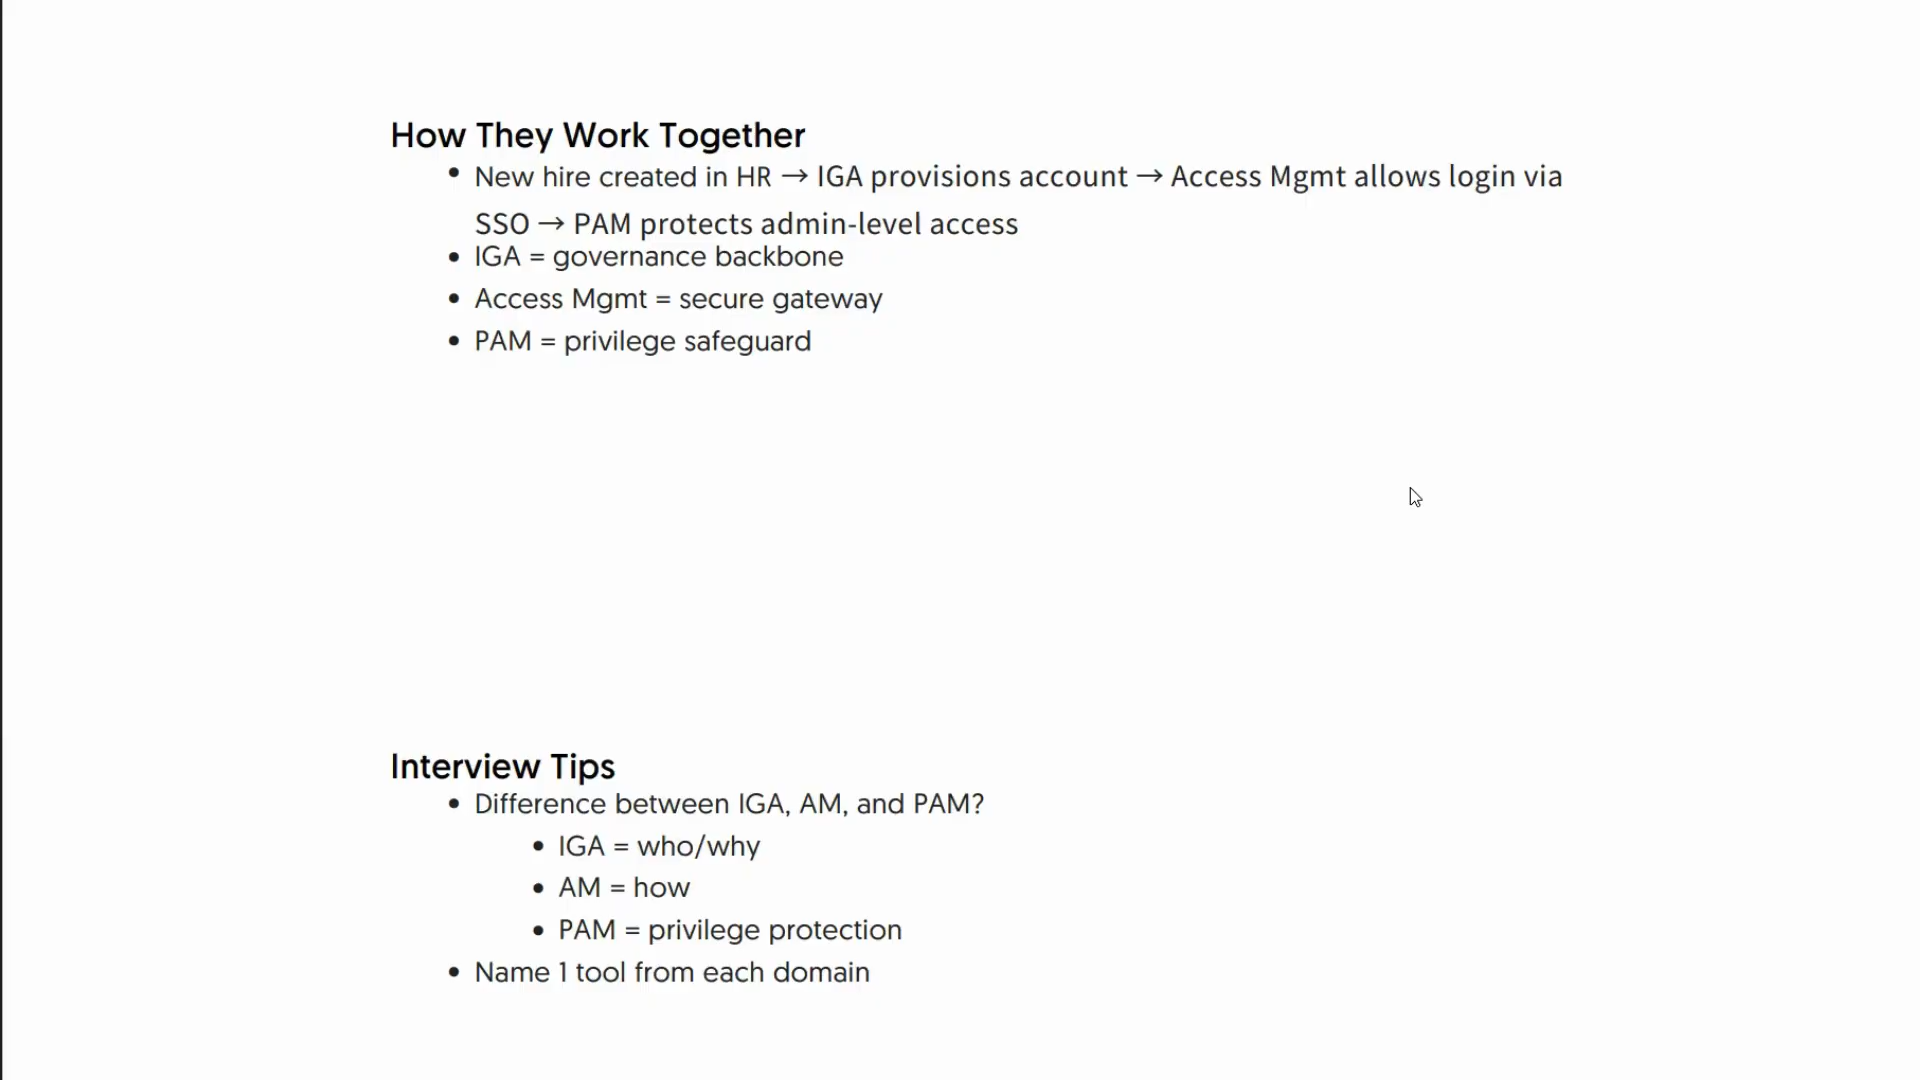 How They Work Together
• New hire created in HR → IGA provisions account → Access Mgmt allows login via
SSO → PAM protects admin-level access
• IGA = governance backbone
• Access Mgmt = secure gateway
• PAM = privilege safeguard
Interview Tips
• Difference between IGA, AM, and PAM?
• IGA = who/why
• AM = how
• PAM = privilege protection
• Name 1 tool from each domain